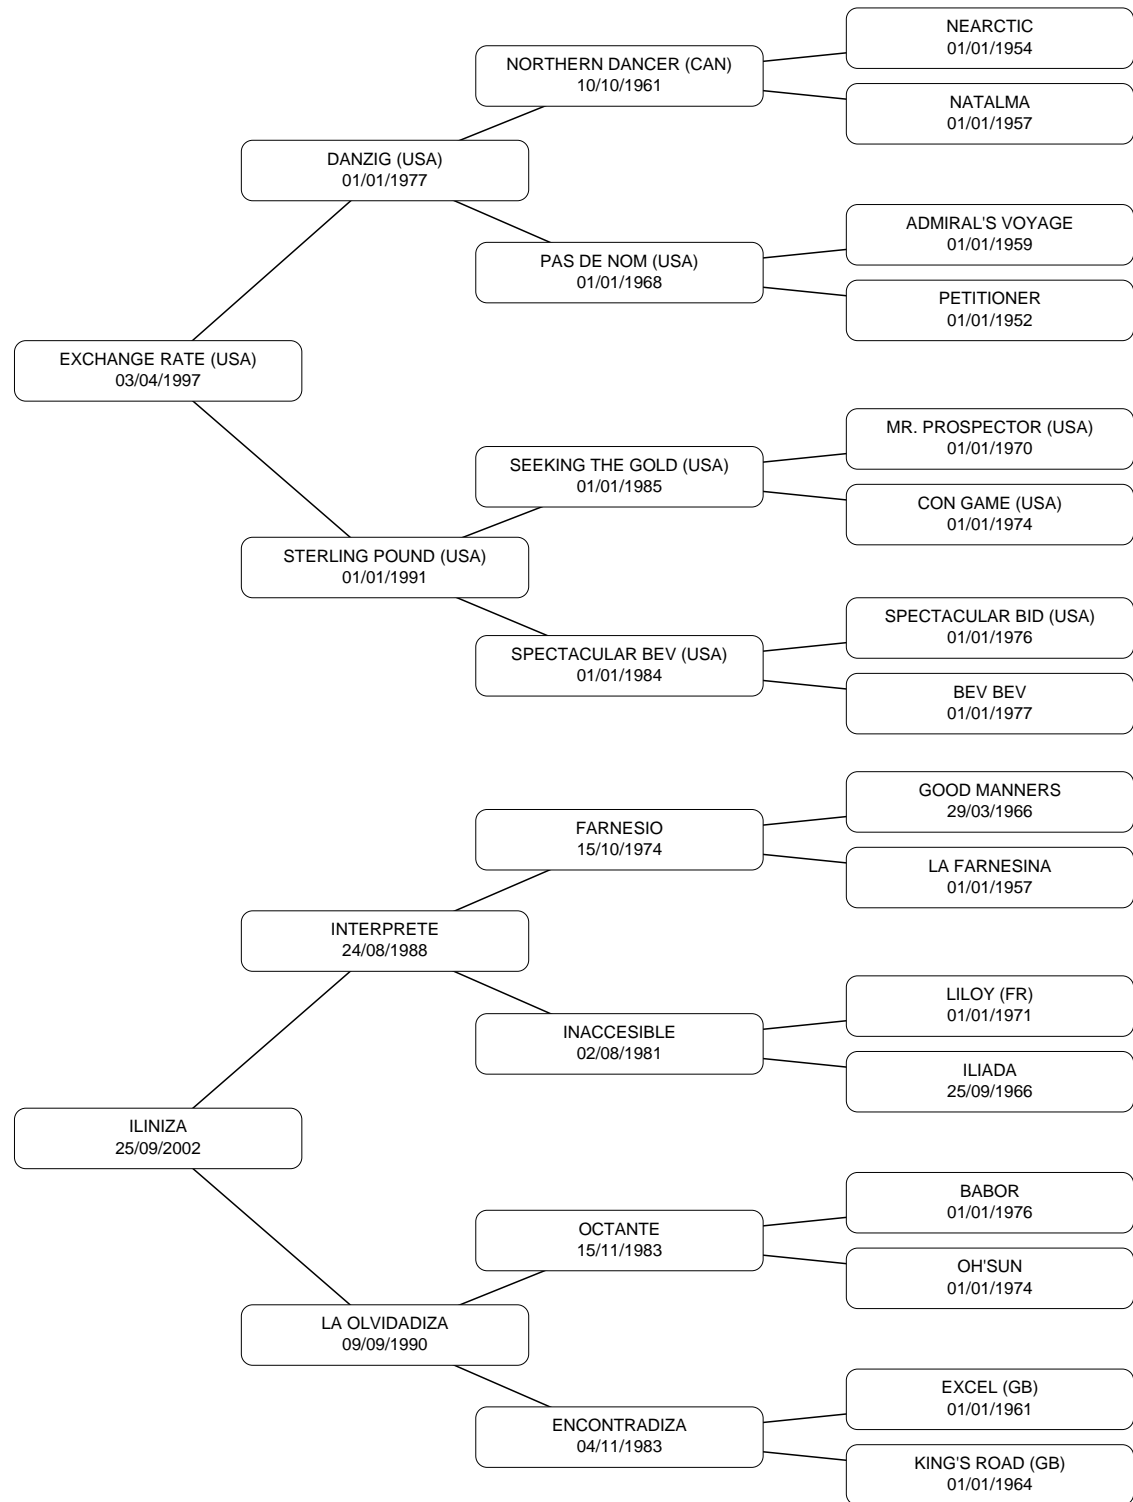 NEARCTIC
01/01/1954
NORTHERN DANCER (CAN)
10/10/1961
NATALMA
01/01/1957
DANZIG (USA)
01/01/1977
ADMIRAL'S VOYAGE
01/01/1959
PAS DE NOM (USA)
01/01/1968
PETITIONER
01/01/1952
EXCHANGE RATE (USA)
03/04/1997
MR. PROSPECTOR (USA)
01/01/1970
SEEKING THE GOLD (USA)
01/01/1985
CON GAME (USA)
01/01/1974
STERLING POUND (USA)
01/01/1991
SPECTACULAR BID (USA)
01/01/1976
SPECTACULAR BEV (USA)
01/01/1984
BEV BEV
01/01/1977
GOOD MANNERS
29/03/1966
FARNESIO
15/10/1974
LA FARNESINA
01/01/1957
INTERPRETE
24/08/1988
LILOY (FR)
01/01/1971
INACCESIBLE
02/08/1981
ILIADA
25/09/1966
ILINIZA
25/09/2002
BABOR
01/01/1976
OCTANTE
15/11/1983
OH'SUN
01/01/1974
LA OLVIDADIZA
09/09/1990
EXCEL (GB)
01/01/1961
ENCONTRADIZA
04/11/1983
KING'S ROAD (GB)
01/01/1964